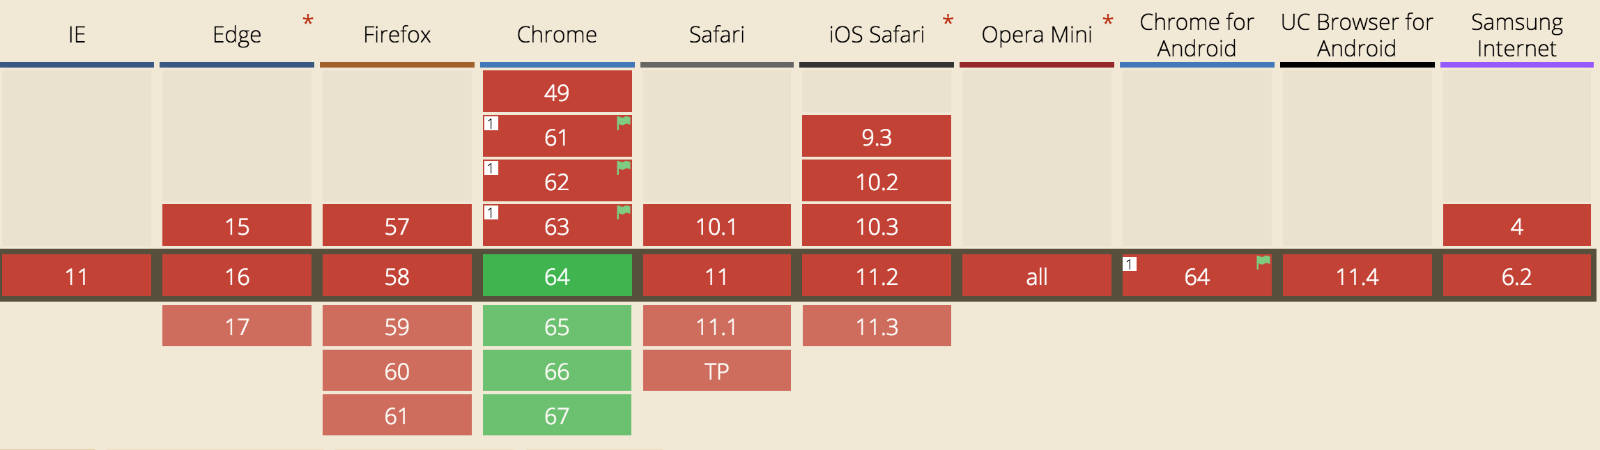 IE Edge * Firefox Chrome Safari iOS Safari * Opera Mini * Chrome for Android UC Browser for Android Samsung Internet
49
1 61 9.3
1 62 10.2
15 57 1 63 10.1 10.3 4
11 16 58 64 11 11.2 all 1 64 11.4 6.2
17 59 65 11.1 11.3
60 66 TP
61 67